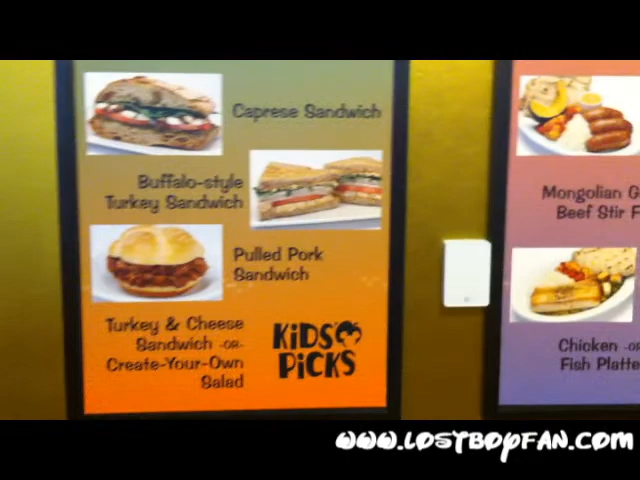 Caprese Sandwich
Buffalo-style
Turkey Sandwich
Pulled Pork
Sandwich
Turkey & Cheese
Sandwich -OR-
Create-Your-Own
Salad
KiDS'
PiCKS
Mongolian G
Beef Stir F
Chicken -OR
Fish Platte
www.LOSTBOYFAN.COM